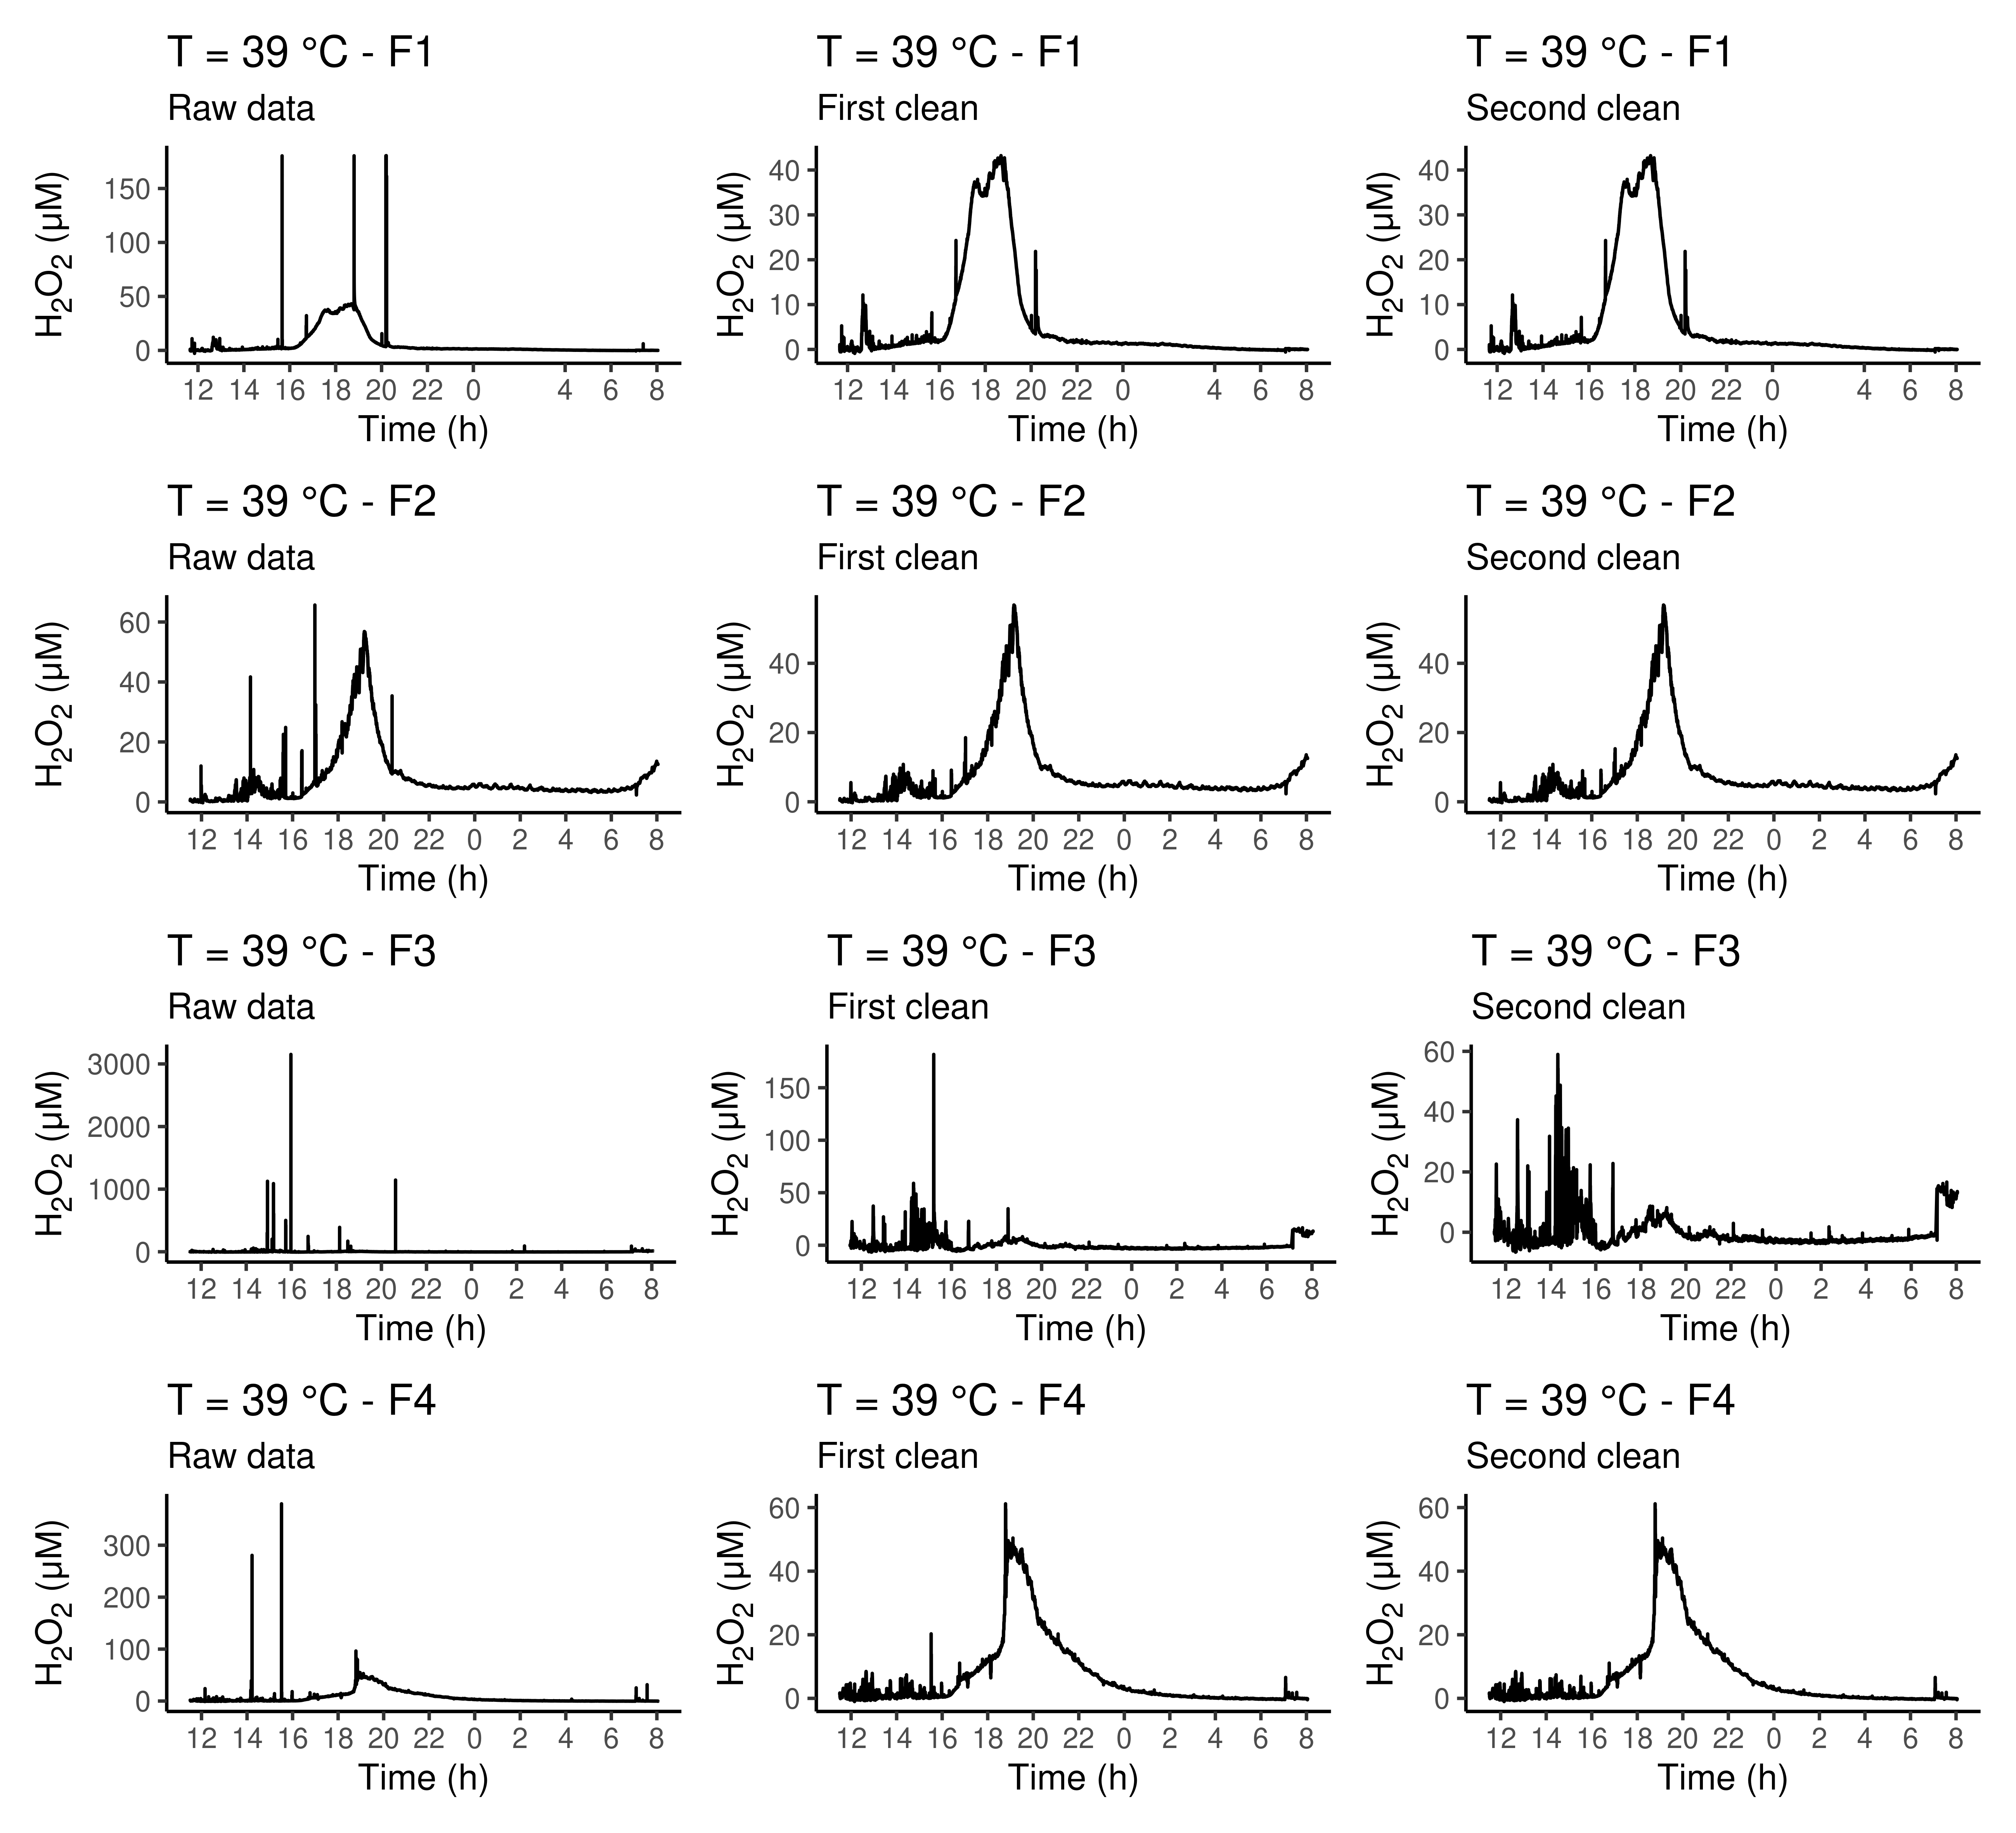 T = 39 °C - F1
Raw data
H₂O₂ (µM)
150
100
50
0
12 14 16 18 20 22 0 4 6 8
Time (h)
T = 39 °C - F1
First clean
H₂O₂ (µM)
40
30
20
10
0
12 14 16 18 20 22 0 4 6 8
Time (h)
T = 39 °C - F1
Second clean
H₂O₂ (µM)
40
30
20
10
0
12 14 16 18 20 22 0 4 6 8
Time (h)
T = 39 °C - F2
Raw data
H₂O₂ (µM)
60
40
20
0
12 14 16 18 20 22 0 2 4 6 8
Time (h)
T = 39 °C - F2
First clean
H₂O₂ (µM)
40
20
0
12 14 16 18 20 22 0 2 4 6 8
Time (h)
T = 39 °C - F2
Second clean
H₂O₂ (µM)
40
20
0
12 14 16 18 20 22 0 2 4 6 8
Time (h)
T = 39 °C - F3
Raw data
H₂O₂ (µM)
3000
2000
1000
0
12 14 16 18 20 22 0 2 4 6 8
Time (h)
T = 39 °C - F3
First clean
H₂O₂ (µM)
150
100
50
0
12 14 16 18 20 22 0 2 4 6 8
Time (h)
T = 39 °C - F3
Second clean
H₂O₂ (µM)
60
40
20
0
12 14 16 18 20 22 0 2 4 6 8
Time (h)
T = 39 °C - F4
Raw data
H₂O₂ (µM)
300
200
100
0
12 14 16 18 20 22 0 2 4 6 8
Time (h)
T = 39 °C - F4
First clean
H₂O₂ (µM)
60
40
20
0
12 14 16 18 20 22 0 2 4 6 8
Time (h)
T = 39 °C - F4
Second clean
H₂O₂ (µM)
60
40
20
0
12 14 16 18 20 22 0 2 4 6 8
Time (h)